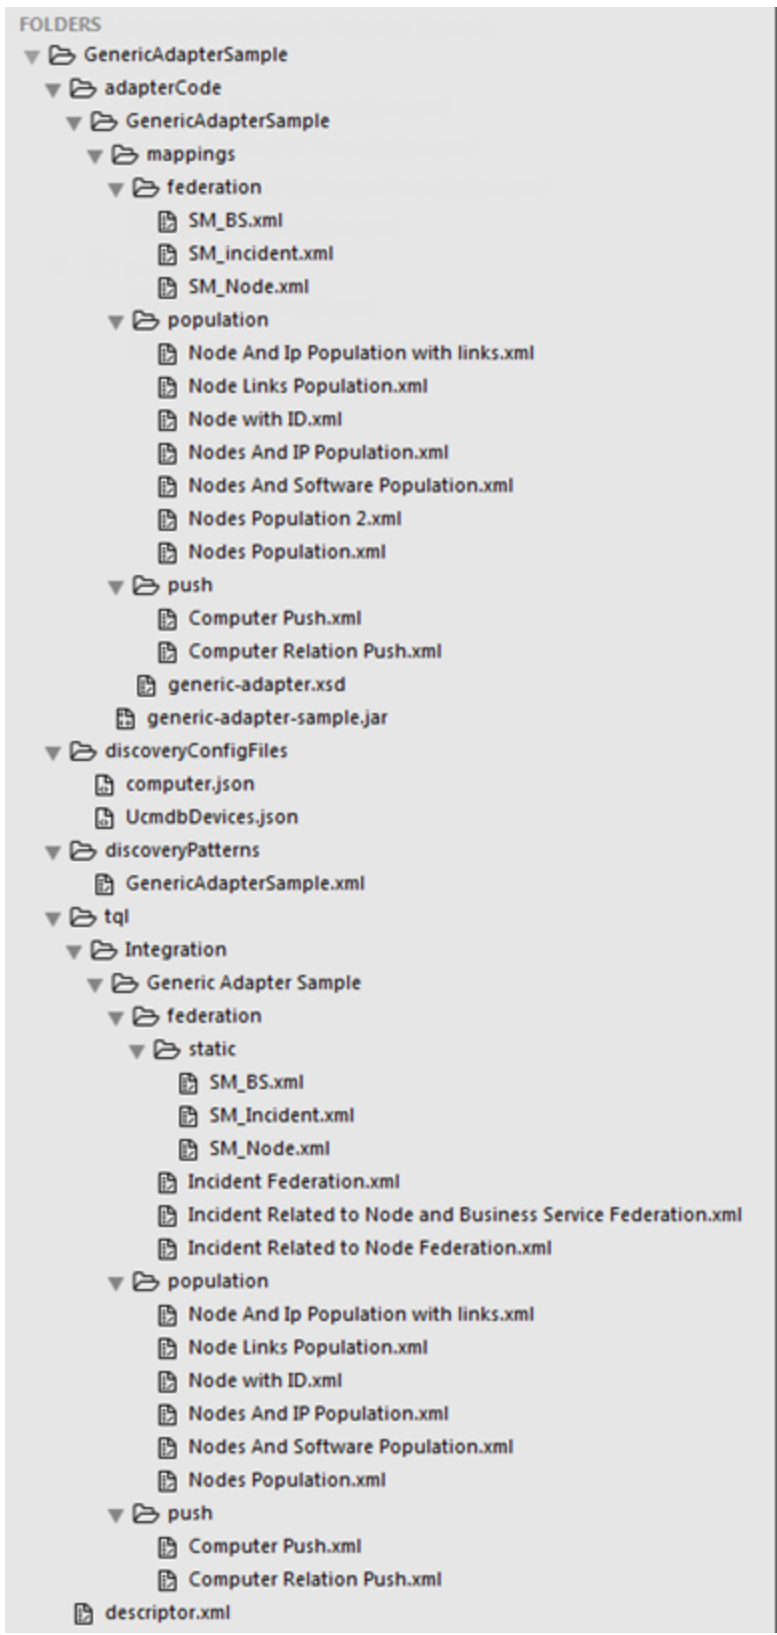 FOLDERS
GenericAdapterSample
adapterCode
GenericAdapterSample
mappings
federation
SM_BS.xml
SM_incident.xml
SM_Node.xml
population
Node And Ip Population with links.xml
Node Links Population.xml
Node with ID.xml
Nodes And IP Population.xml
Nodes And Software Population.xml
Nodes Population 2.xml
Nodes Population.xml
push
Computer Push.xml
Computer Relation Push.xml
generic-adapter.xsd
generic-adapter-sample.jar
discoveryConfigFiles
computer.json
UcmdbDevices.json
discoveryPatterns
GenericAdapterSample.xml
tql
Integration
Generic Adapter Sample
federation
static
SM_BS.xml
SM_Incident.xml
SM_Node.xml
Incident Federation.xml
Incident Related to Node and Business Service Federation.xml
Incident Related to Node Federation.xml
population
Node And Ip Population with links.xml
Node Links Population.xml
Node with ID.xml
Nodes And IP Population.xml
Nodes And Software Population.xml
Nodes Population.xml
push
Computer Push.xml
Computer Relation Push.xml
descriptor.xml